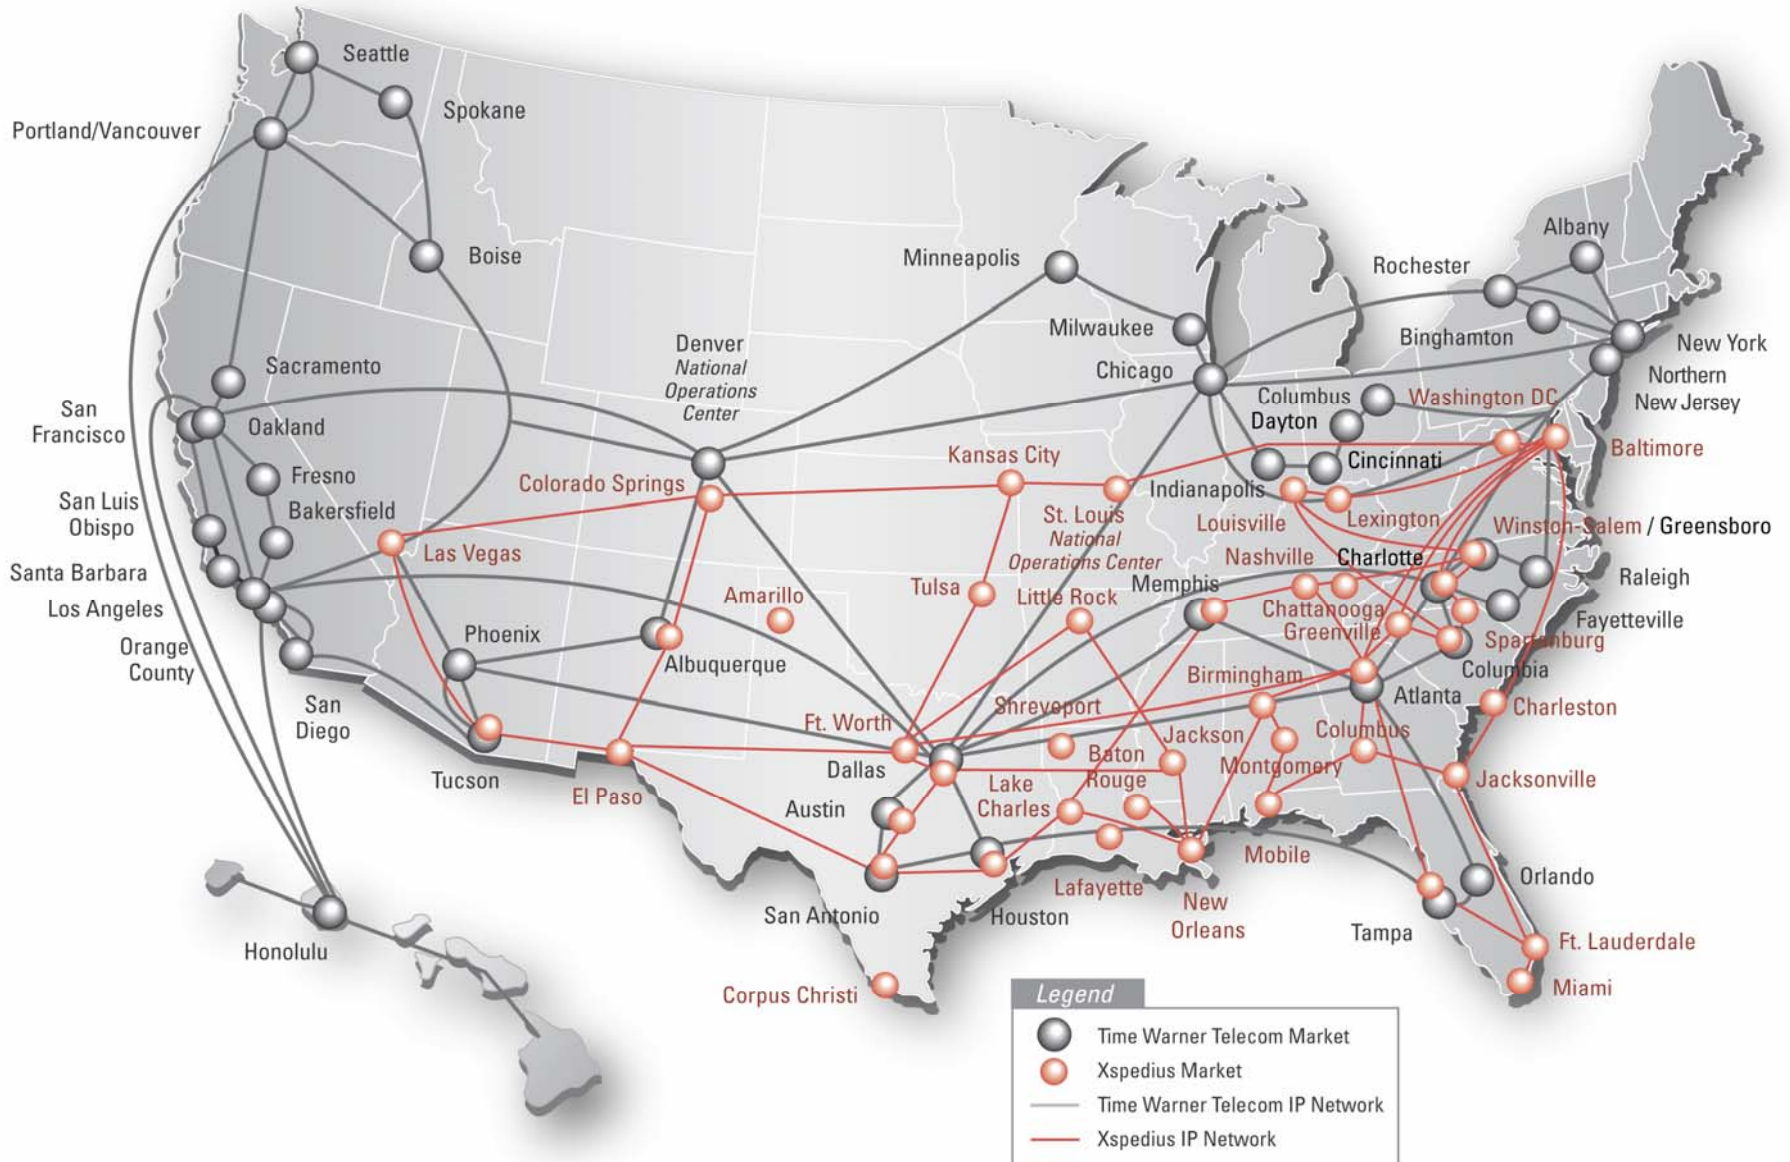 Seattle
Spokane
Portland/Vancouver
Boise
Minneapolis
Milwaukee
Chicago
Rochester
Albany
Binghamton
New York
Northern
New Jersey
Denver
National
Operations
Center
Sacramento
San
Francisco
Oakland
Fresno
Bakersfield
San Luis
Obispo
Santa Barbara
Los Angeles
Orange
County
San
Diego
Las Vegas
Colorado Springs
Kansas City
St. Louis
National
Operations Center
Columbus
Dayton
Cincinnati
Indianapolis
Washington DC
Baltimore
Louisville
Lexington
Winston-Salem / Greensboro
Nashville
Charlotte
Raleigh
Fayetteville
Memphis
Chattanooga
Greenville
Spartanburg
Columbia
Amarillo
Tulsa
Little Rock
Phoenix
Albuquerque
Tucson
El Paso
Ft. Worth
Dallas
Shreveport
Birmingham
Atlanta
Charleston
Austin
Lake
Charles
Baton
Rouge
Jackson
Montgomery
Columbus
Jacksonville
San Antonio
Houston
Lafayette
New
Orleans
Mobile
Orlando
Tampa
Ft. Lauderdale
Miami
Honolulu
Corpus Christi
Legend
Time Warner Telecom Market
Xspedius Market
Time Warner Telecom IP Network
Xspedius IP Network